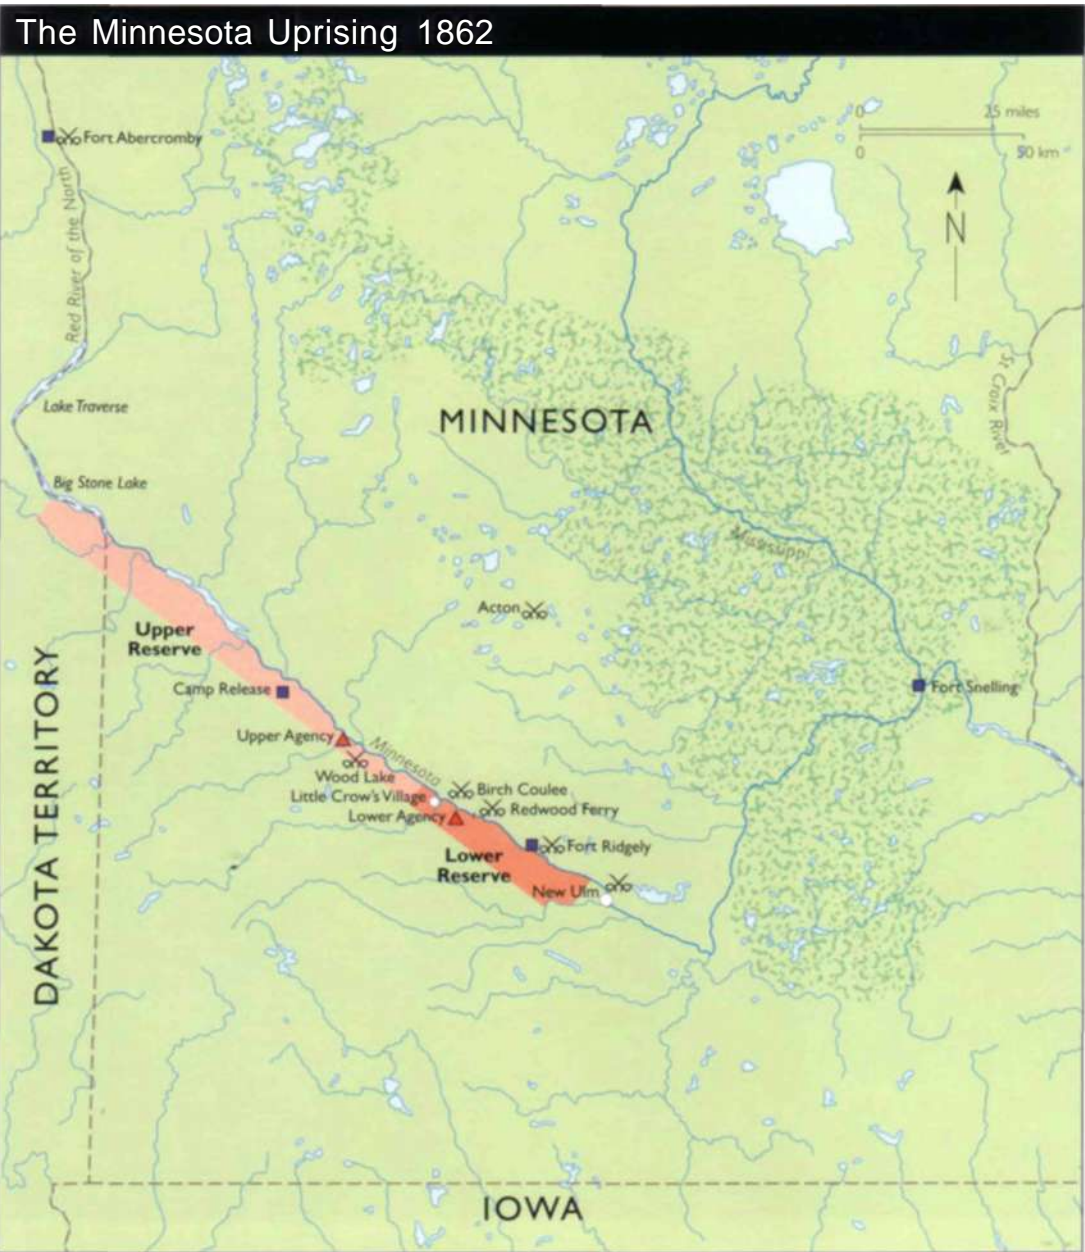 The Minnesota Uprising 1862
0 25 miles
0 50 km
N
Fort Abercromby
Red River of the North
Lake Traverse
Big Stone Lake
MINNESOTA
St Croix River
Mississippi
Acton
Upper
Reserve
Camp Release
Fort Snelling
DAKOTA TERRITORY
Upper Agency
Minnesota
Wood Lake
Birch Coulee
Little Crow's Village
Redwood Ferry
Lower Agency
Fort Ridgely
Lower
Reserve
New Ulm
IOWA